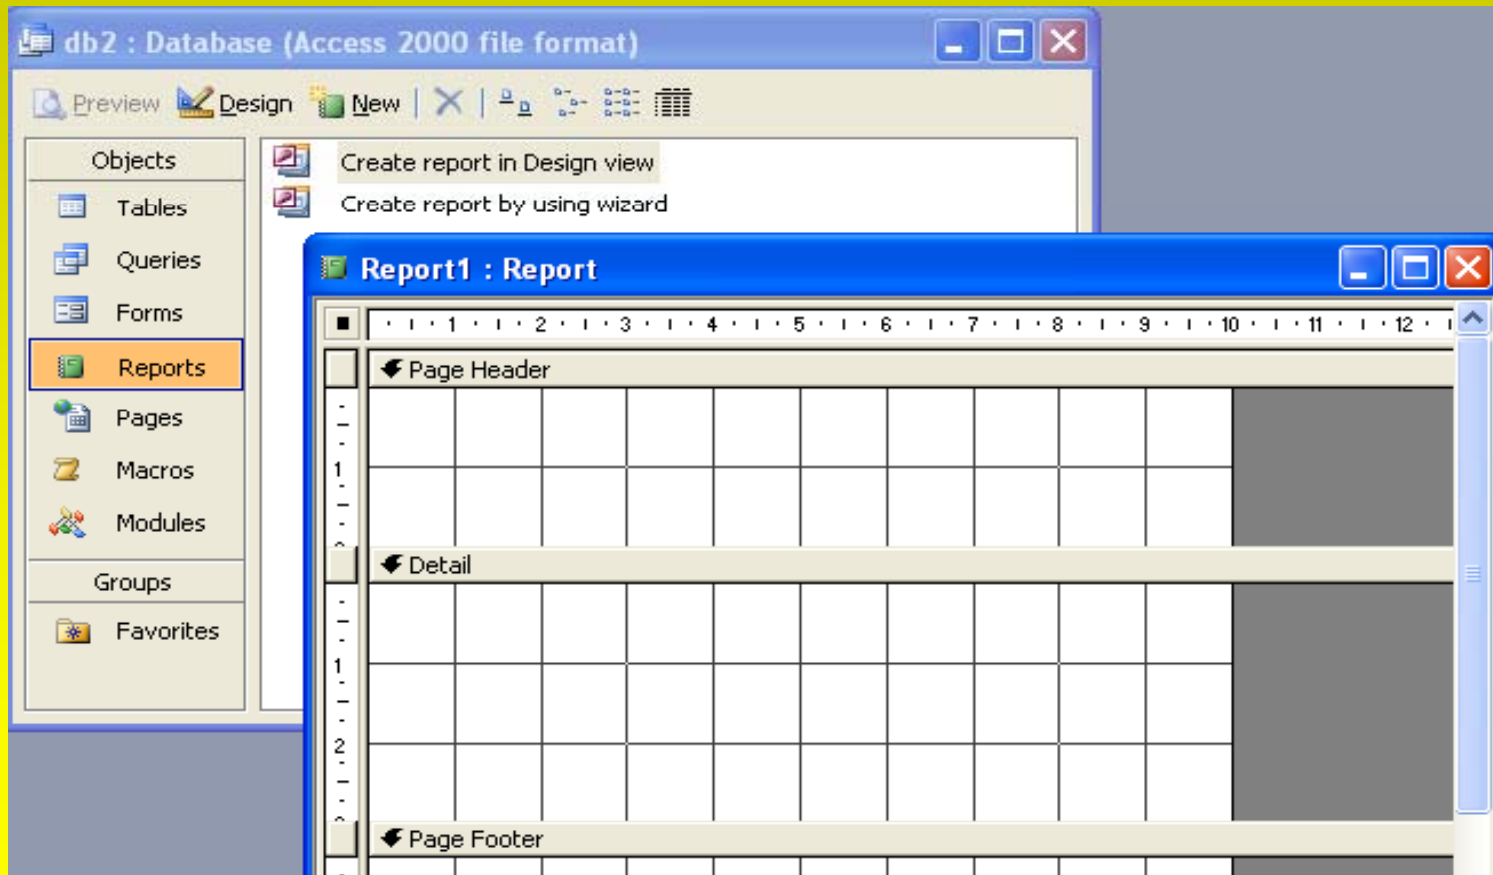 db2 : Database (Access 2000 file format)
Preview Design New
Objects
Tables
Queries
Forms
Reports
Pages
Macros
Modules
Groups
Favorites
Create report in Design view
Create report by using wizard
Report1 : Report
1 2 3 4 5 6 7 8 9 10 11 12
Page Header
1
Detail
1
2
Page Footer